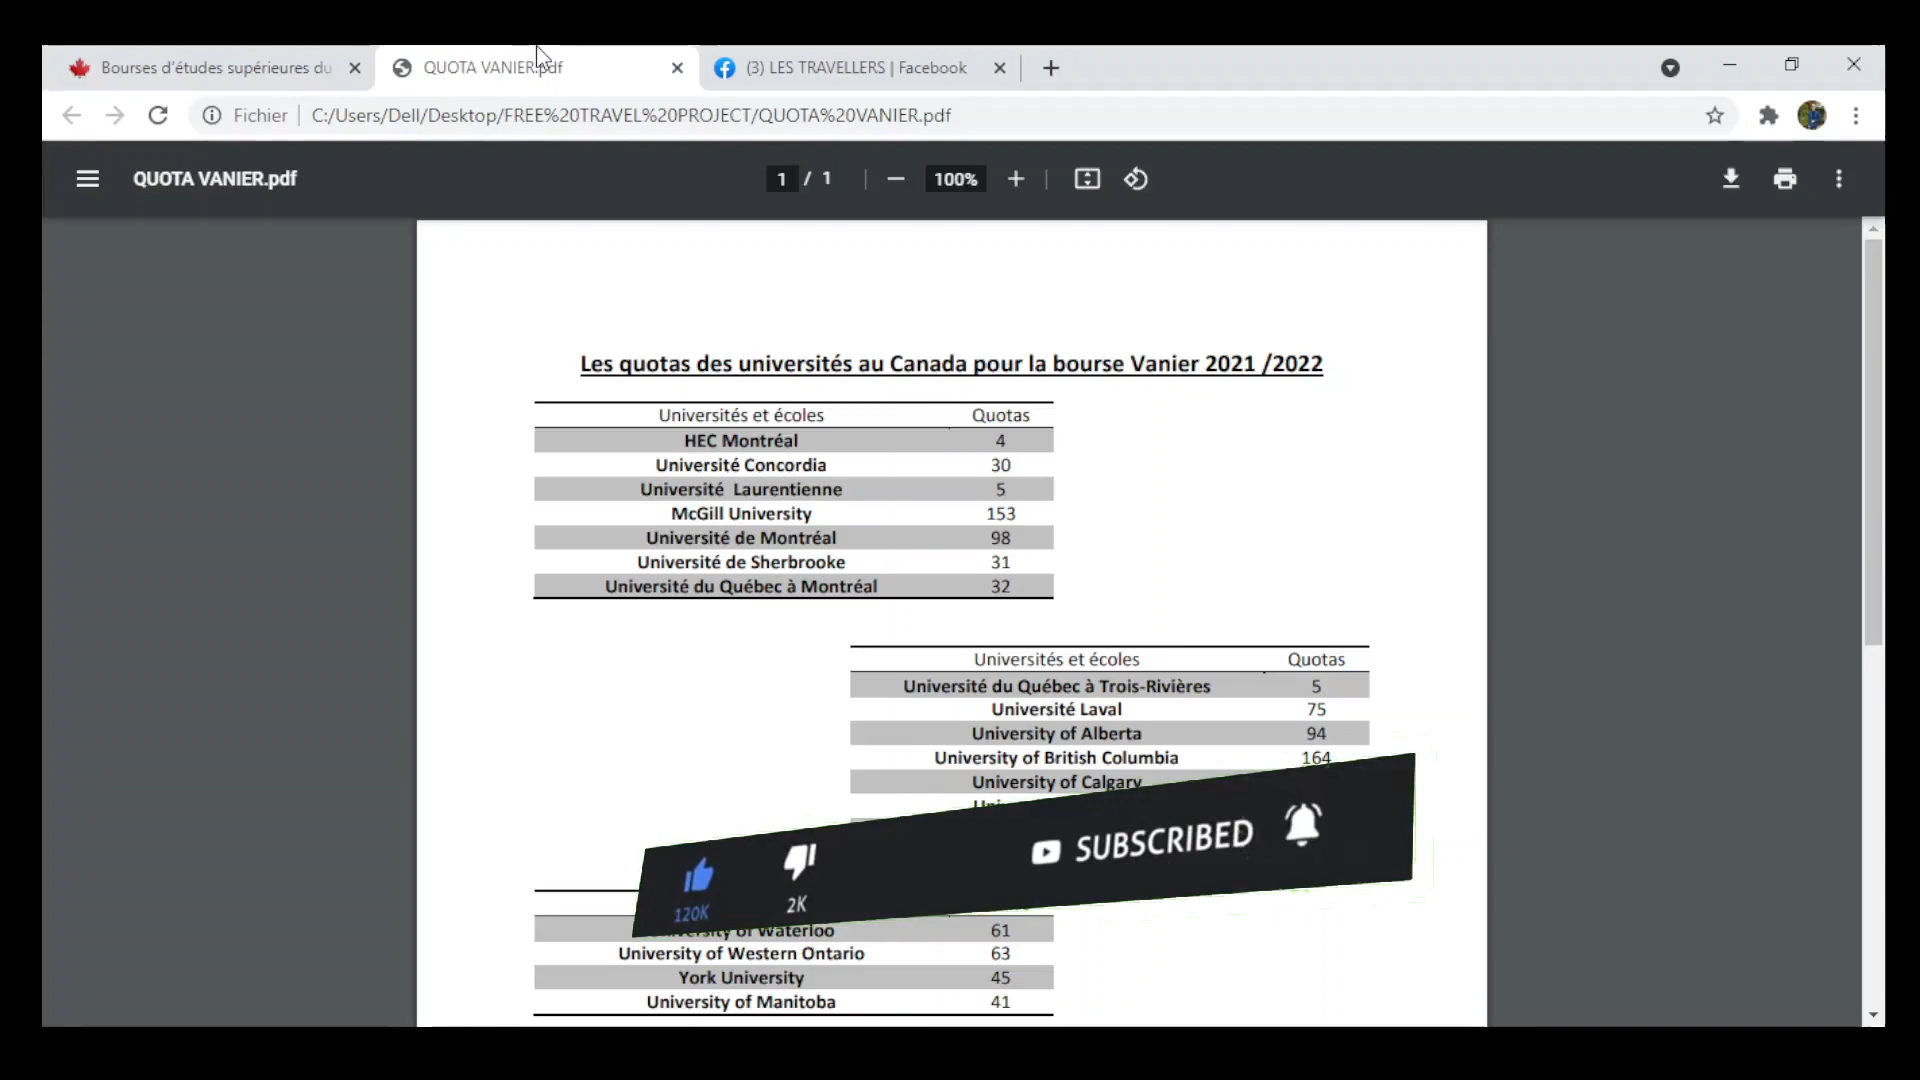 Bourses d'études supérieures du
QUOTA VANIER.pdf
(3) LES TRAVELLERS | Facebook
Fichier
C:/Users/Dell/Desktop/FREE%20TRAVEL%20PROJECT/QUOTA%20VANIER.pdf
QUOTA VANIER.pdf
1 / 1
100%
Les quotas des universités au Canada pour la bourse Vanier 2021 /2022
Universités et écoles Quotas
HEC Montréal 4
Université Concordia 30
Université Laurentienne 5
McGill University 153
Université de Montréal 98
Université de Sherbrooke 31
Université du Québec à Montréal 32
Universités et écoles Quotas
Université du Québec à Trois-Rivières 5
Université Laval 75
University of Alberta 94
University of British Columbia 164
University of Calgary
SUBSCRIBED
120K
2K
University of Waterloo 61
University of Western Ontario 63
York University 45
University of Manitoba 41